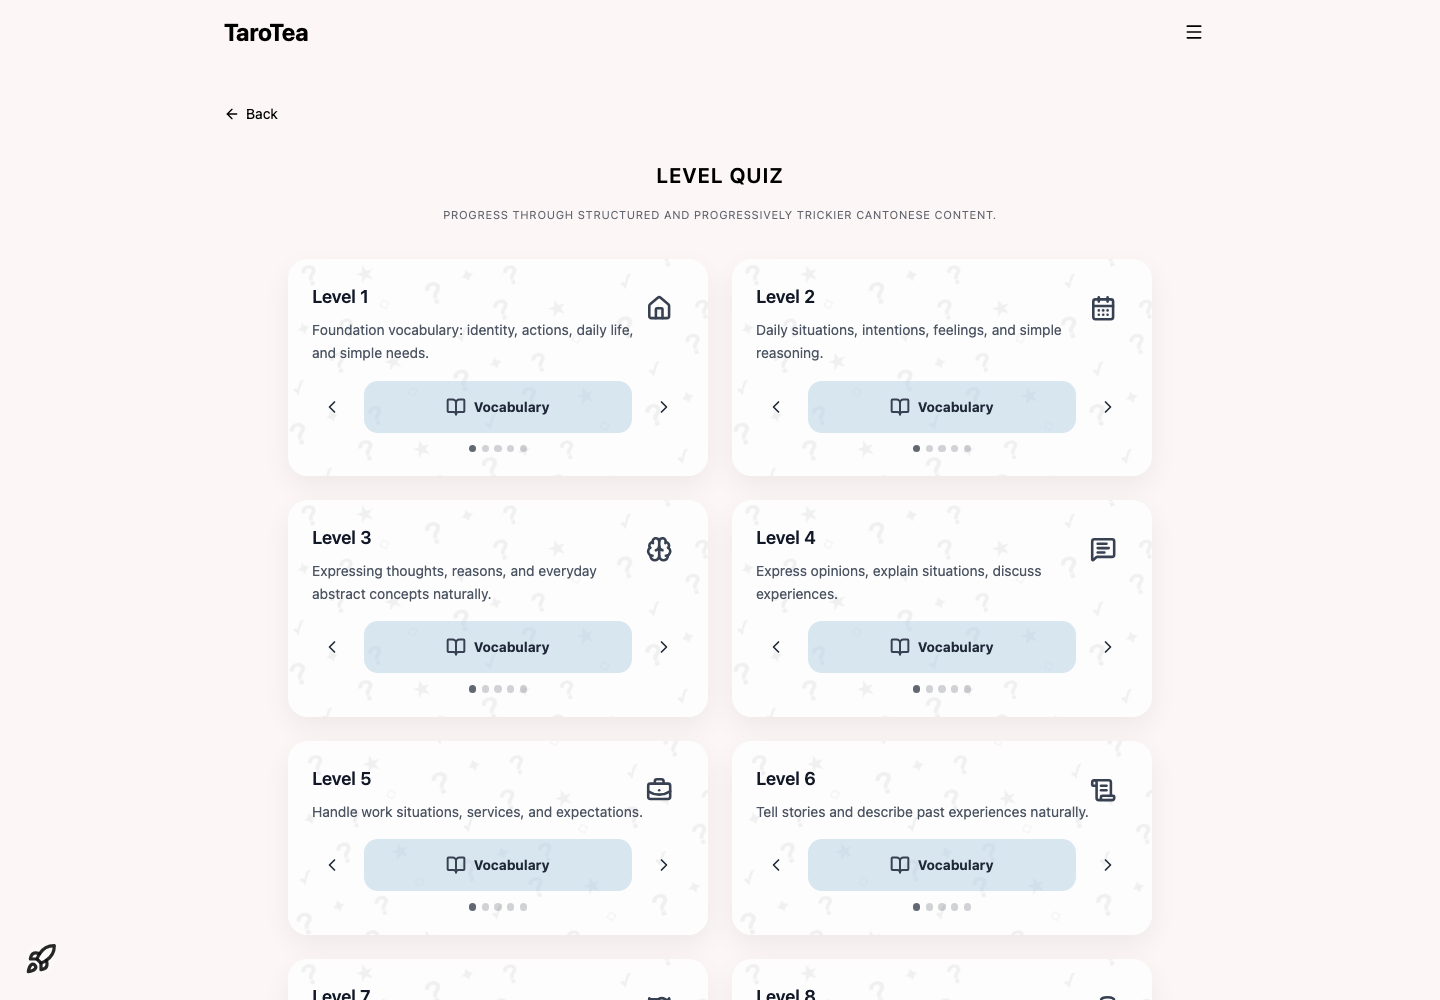 TaroTea
Back
LEVEL QUIZ
PROGRESS THROUGH STRUCTURED AND PROGRESSIVELY TRICKIER CANTONESE CONTENT.
Level 1
Foundation vocabulary: identity, actions, daily life,
and simple needs.
Vocabulary
Level 2
Daily situations, intentions, feelings, and simple
reasoning.
Vocabulary
Level 3
Expressing thoughts, reasons, and everyday
abstract concepts naturally.
Vocabulary
Level 4
Express opinions, explain situations, discuss
experiences.
Vocabulary
Level 5
Handle work situations, services, and expectations.
Vocabulary
Level 6
Tell stories and describe past experiences naturally.
Vocabulary
Level 7
Level 8